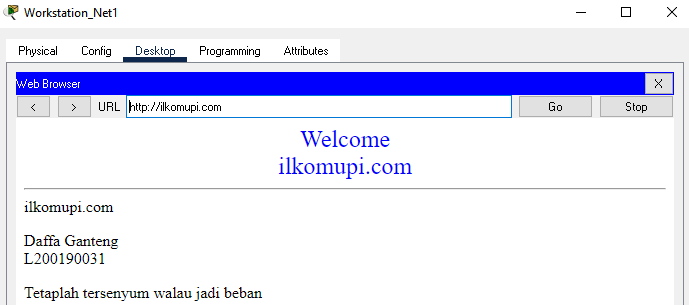 Workstation_Net1
Physical Config Desktop Programming Attributes
Web Browser X
< > URL http://ilkomupi.com Go Stop
Welcome
ilkomupi.com
ilkomupi.com
Daffa Ganteng
L200190031
Tetaplah tersenyum walau jadi beban